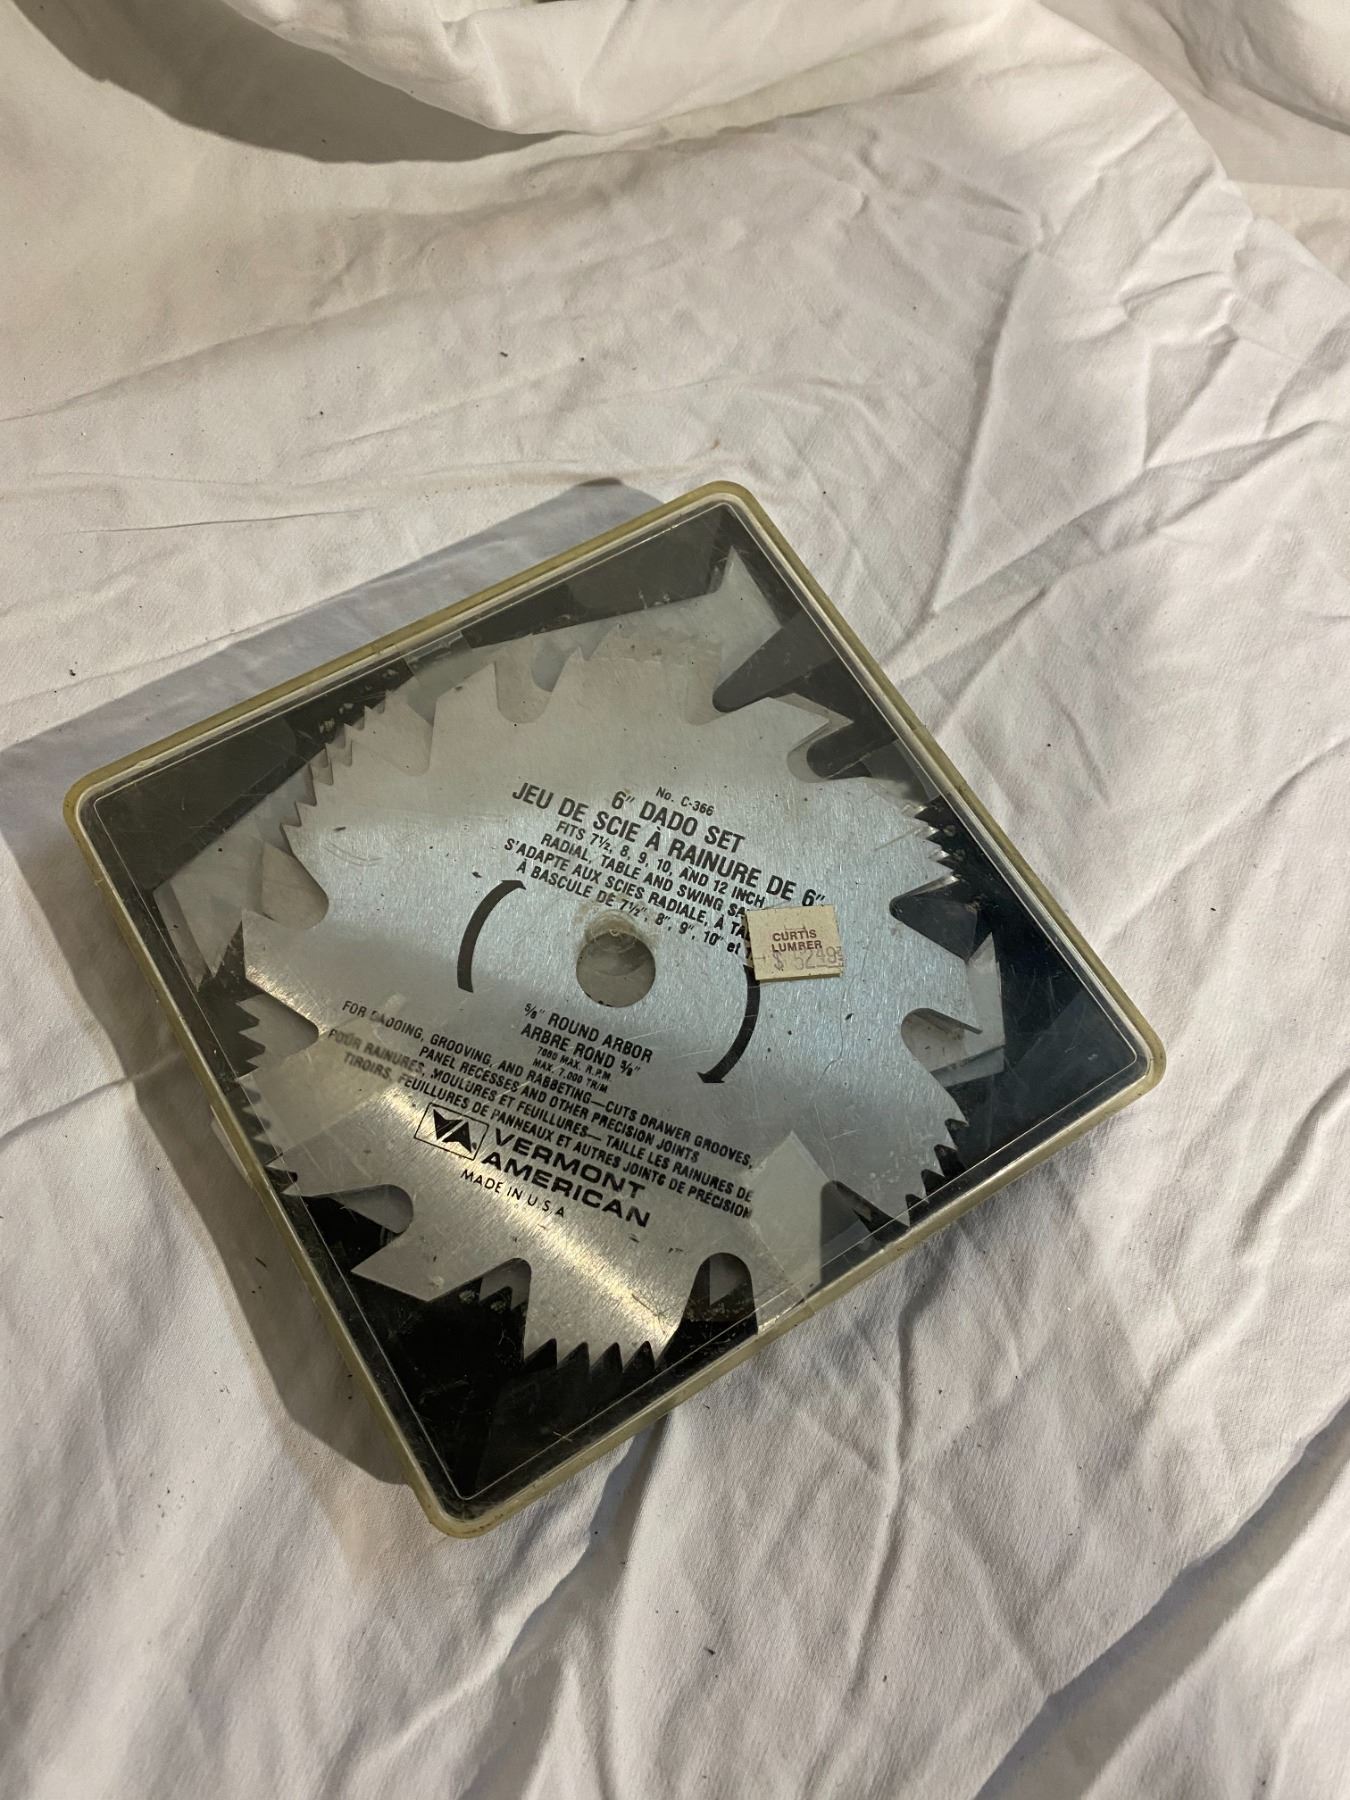 No. C-366
6" DADO SET
JEU DE SCIE À RAINURE DE 6"
FITS 7½, 8, 9, 10, AND 12 INCH
RADIAL, TABLE AND SWING
S'ADAPTE AUX SCIES RADIALE, À
À BASCULE DE 7½", 8", 9", 10" et
CURTIS
LUMBER
5/8" ROUND ARBOR
ARBRE ROND 5/8"
7000 MAX. R.P.M.
MAX. 7,000 TR/M
FOR DADOING, GROOVING, AND RABBETING—CUTS DRAWER GROOVES,
PANEL RECESSES AND OTHER PRECISION JOINTS
POUR RAINURES, MOULURES ET FEUILLURES— TAILLE LES RAINURES DE
TIROIRS, FEUILLURES DE PANNEAUX ET AUTRES JOINTS DE PRECISION
VA VERMONT
AMERICAN
MADE IN U.S.A